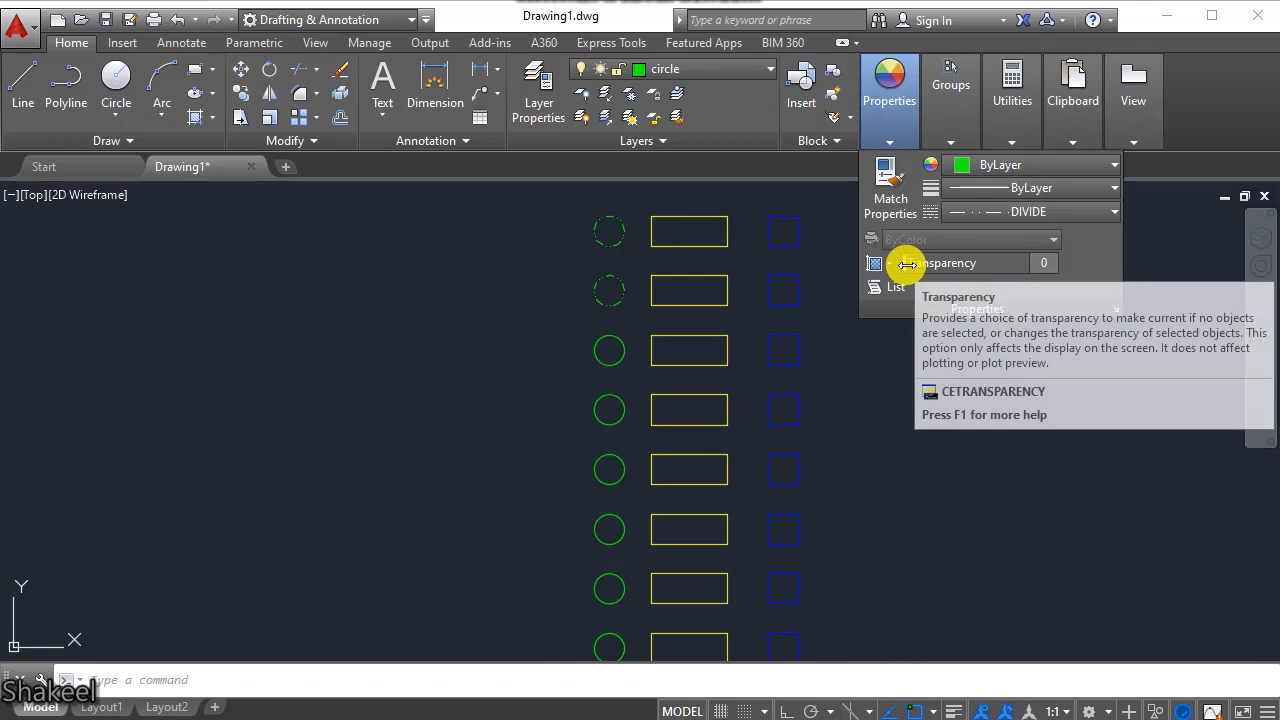 Drafting & Annotation
Drawing1.dwg
Type a keyword or phrase
Sign In
Home
Insert
Annotate
Parametric
View
Manage
Output
Add-ins
A360
Express Tools
Featured Apps
BIM 360
Line
Polyline
Circle
Arc
Text
Dimension
Layer
Properties
circle
Insert
Properties
Groups
Utilities
Clipboard
View
Draw
Modify
Annotation
Layers
Block
Start
Drawing1*
[−][Top][2D Wireframe]
Match
Properties
ByLayer
ByLayer
DIVIDE
ByColor
0
List
Properties
Transparency
Provides a choice of transparency to make current if no objects
are selected, or changes the transparency of selected objects. This
option only affects the display on the screen. It does not affect
plotting or plot preview.
CETRANSPARENCY
Press F1 for more help
Y
X
Type a command
Shakeel
Model
Layout1
Layout2
MODEL
1:1